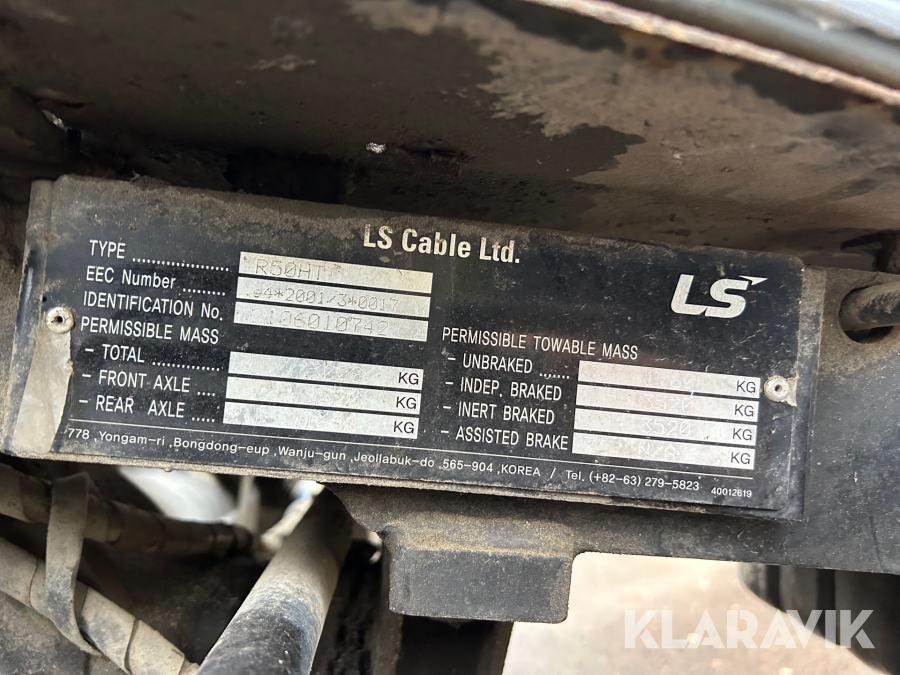 LS Cable Ltd.
LS
TYPE R50HT
EEC Number e4*2001/3*0017
IDENTIFICATION No. 106010742
PERMISSIBLE MASS
- TOTAL KG
- FRONT AXLE KG
- REAR AXLE KG
PERMISSIBLE TOWABLE MASS
- UNBRAKED KG
- INDEP. BRAKED 3520 KG
- INERT BRAKED 3520 KG
- ASSISTED BRAKE N/A KG
778 ,Yongam-ri ,Bongdong-eup ,Wanju-gun ,Jeollabuk-do ,565-904 ,KOREA / Tel. (+82-63) 279-5823
40012619
KLARAVIK